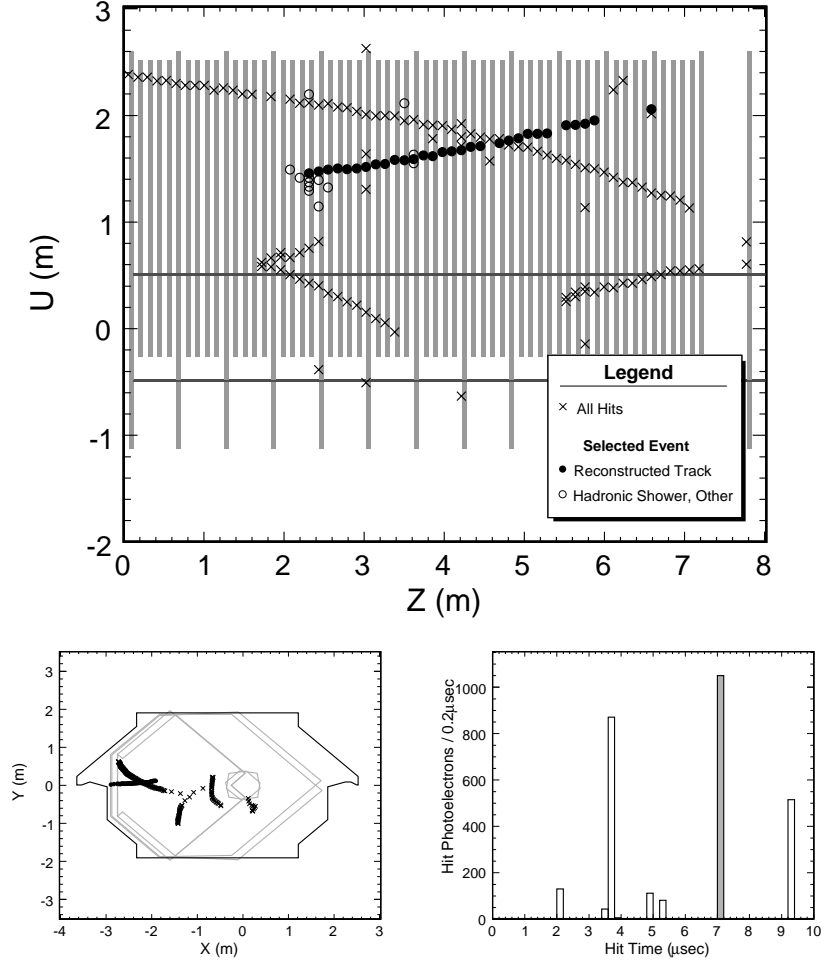 3
2
1
0
-1
-2
U (m)
0 1 2 3 4 5 6 7 8
Z (m)
Legend
All Hits
Selected Event
Reconstructed Track
Hadronic Shower, Other
3
2
1
0
-1
-2
-3
Y (m)
-4 -3 -2 -1 0 1 2 3
X (m)
1000
800
600
400
200
0
Hit Photoelectrons / 0.2μsec
0 1 2 3 4 5 6 7 8 9 10
Hit Time (μsec)